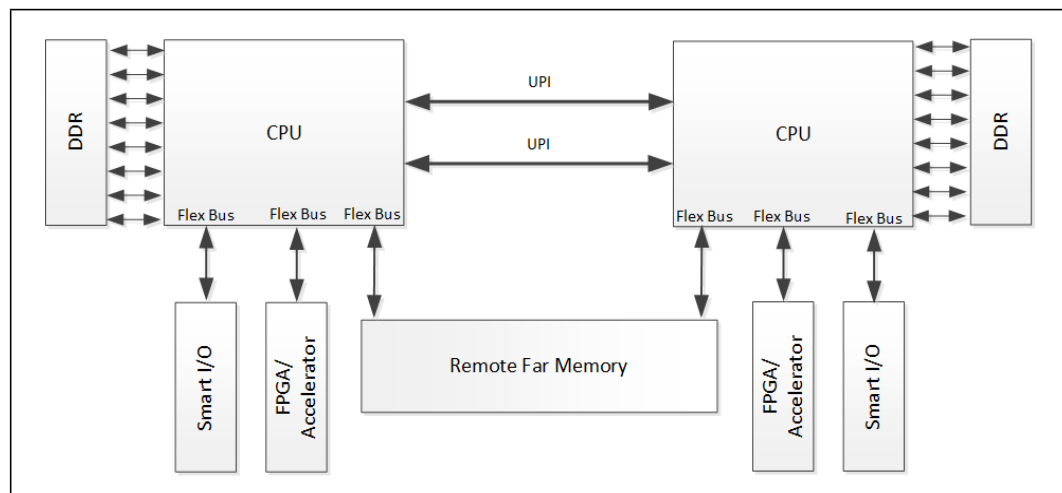 UPI
DDR
CPU
UPI
CPU
DDR
Flex Bus
Flex Bus
Flex Bus
Flex Bus
Flex Bus
Flex Bus
Smart I/O
FPGA/
Accelerator
Remote Far Memory
FPGA/
Accelerator
Smart I/O